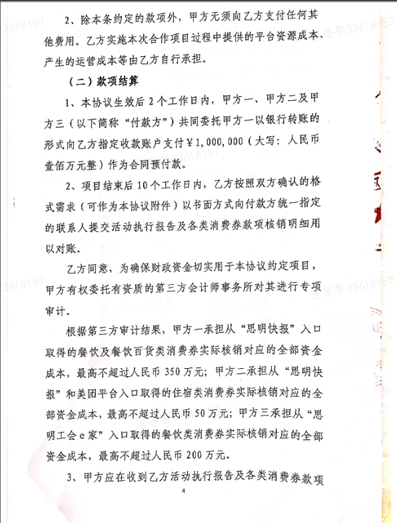 2、除本条约定的款项外，甲方无须向乙方支付任何其
他费用。乙方实施本次合作项目过程中提供的平台资源成本、
产生的运营成本等由乙方自行承担。
（二）款项结算
1、本协议生效后 2 个工作日内，甲方一、甲方二及甲
方三（以下简称“付款方”）共同委托甲方一以银行转账的
形式向乙方指定收款账户支付￥1,000,000（大写：人民币
壹佰万元整）作为合同预付款。
2、项目结束后 10 个工作日内，乙方按照双方确认的格
式需求（可作为本协议附件）以书面方式向付款方统一指定
的联系人提交活动执行报告及各类消费券款项核销明细用
以对账。
乙方同意，为确保财政资金切实用于本协议约定项目，
甲方有权委托有资质的第三方会计师事务所对其进行专项
审计。
根据第三方审计结果，甲方一承担从“思明快报”入口
取得的餐饮及餐饮百货类消费券实际核销对应的全部资金
成本，最高不超过人民币 350 万元；甲方二承担从“思明快
报”和美团平台入口取得的住宿类消费券实际核销对应的全
部资金成本，最高不超过人民币 50 万元；甲方三承担从“思
明工会 e 家”入口取得的餐饮类消费券实际核销对应的全部
资金成本，最高不超过人民币 200 万元。
3、甲方应在收到乙方活动执行报告及各类消费券款项
4